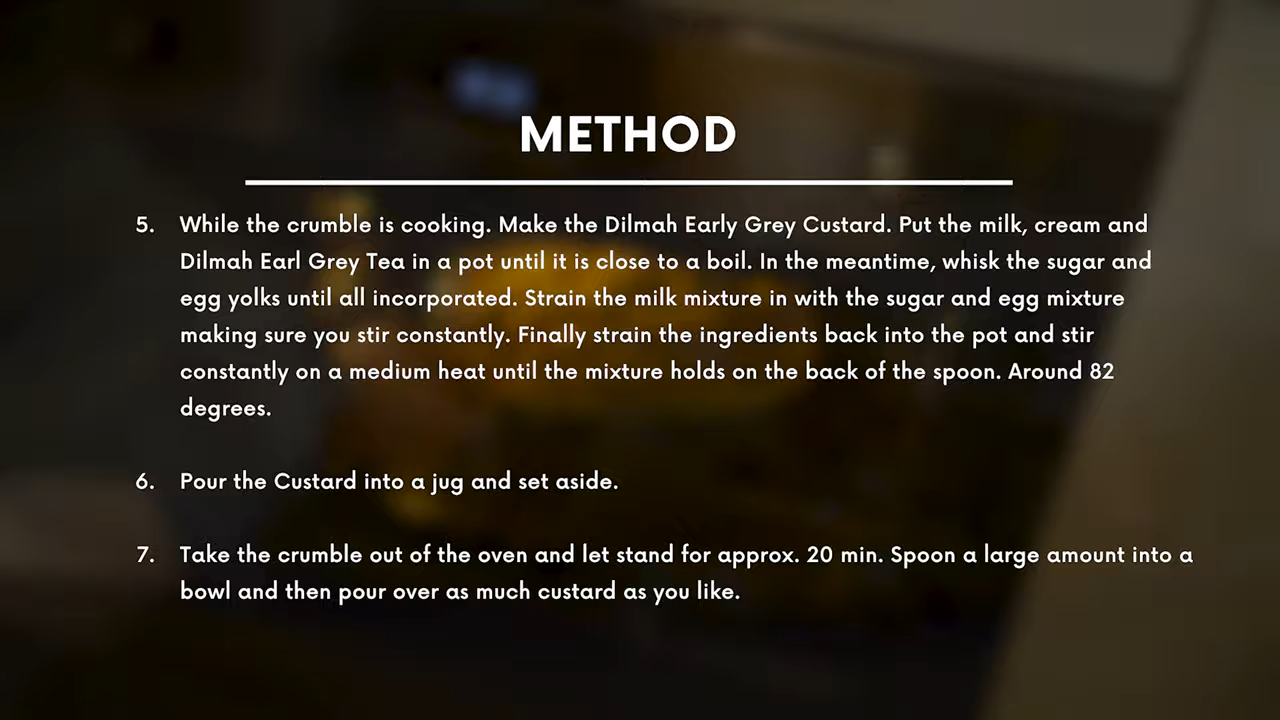 METHOD
5. While the crumble is cooking. Make the Dilmah Early Grey Custard. Put the milk, cream and
Dilmah Earl Grey Tea in a pot until it is close to a boil. In the meantime, whisk the sugar and
egg yolks until all incorporated. Strain the milk mixture in with the sugar and egg mixture
making sure you stir constantly. Finally strain the ingredients back into the pot and stir
constantly on a medium heat until the mixture holds on the back of the spoon. Around 82
degrees.
6. Pour the Custard into a jug and set aside.
7. Take the crumble out of the oven and let stand for approx. 20 min. Spoon a large amount into a
bowl and then pour over as much custard as you like.